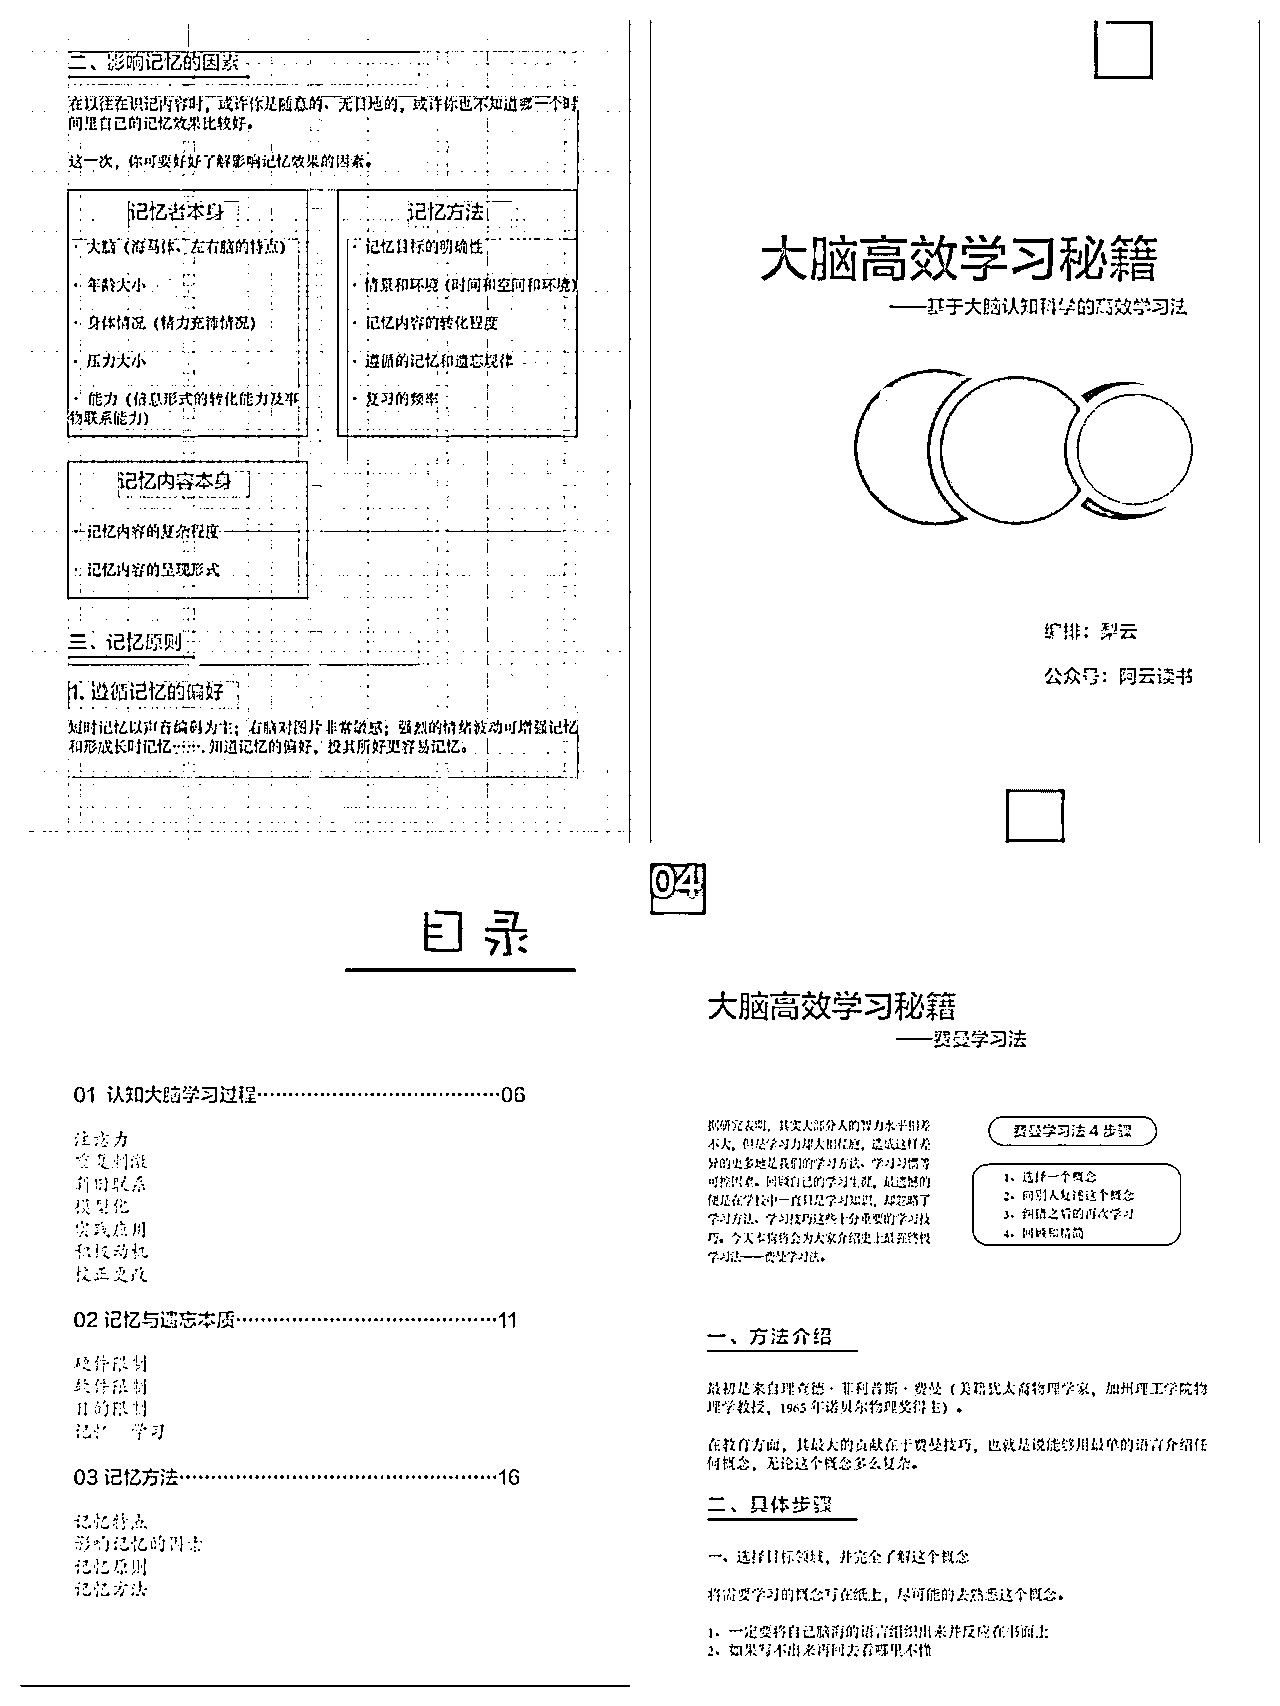 二、影响记忆的因素
在以往在识记内容时，或许你是随意的、无目地的，或许你也不知道哪一个时
间里自己的记忆效果比较好。
这一次，你可要好好了解影响记忆效果的因素。
记忆者本身
· 大脑（海马体、左右脑的特点）
· 年龄大小
· 身体情况（精力充沛情况）
· 压力大小
· 能力（信息形式的转化能力及事
物联系能力）
记忆方法
· 记忆目标的明确性
· 情景和环境（时间和空间和环境）
· 记忆内容的转化程度
· 遵循的记忆和遗忘规律
· 复习的频率
记忆内容本身
· 记忆内容的复杂程度
· 记忆内容的呈现形式
三、记忆原则
1. 遵循记忆的偏好
短时记忆以声音编码为主；右脑对图片非常敏感；强烈的情绪波动可增强记忆
和形成长时记忆……. 知道记忆的偏好，投其所好更容易记忆。
大脑高效学习秘籍
——基于大脑认知科学的高效学习法
编排：梨云
公众号：阿云读书
目录
01 认知大脑学习过程……………………………………06
注意力
重复刺激
新旧联系
模型化
实践应用
积极动机
校正更改
02 记忆与遗忘本质……………………………………11
硬件限制
软件限制
目的限制
记忆 学习
03 记忆方法……………………………………………16
记忆特点
影响记忆的因素
记忆原则
记忆方法
04
大脑高效学习秘籍
——费曼学习法
据研究表明，其实大部分人的智力水平相差
不大，但是学习力却大相径庭，造成这样差
异的更多地是我们的学习方法、学习习惯等
可控因素。回顾自己的学习生涯，最遗憾的
便是在学校中一直只是学习知识，却忽略了
学习方法、学习技巧这些十分重要的学习技
巧。今天本将会为大家介绍史上最强终极
学习法——费曼学习法。
费曼学习法 4 步骤
1、选择一个概念
2、向别人复述这个概念
3、纠错之后的再次学习
4、回顾和精简
一、方法介绍
最初是来自理查德·菲利普斯·费曼（美籍犹太裔物理学家，加州理工学院物
理学教授，1965 年诺贝尔物理奖得主）。
在教育方面，其最大的贡献在于费曼技巧，也就是说能够用最单的语言介绍任
何概念，无论这个概念多么复杂。
二、具体步骤
一、选择目标领域，并完全了解这个概念
将需要学习的概念写在纸上，尽可能的去熟悉这个概念。
1、一定要将自己脑海的语言组织出来并反应在书面上
2、如果写不出来再回去看哪里不懂